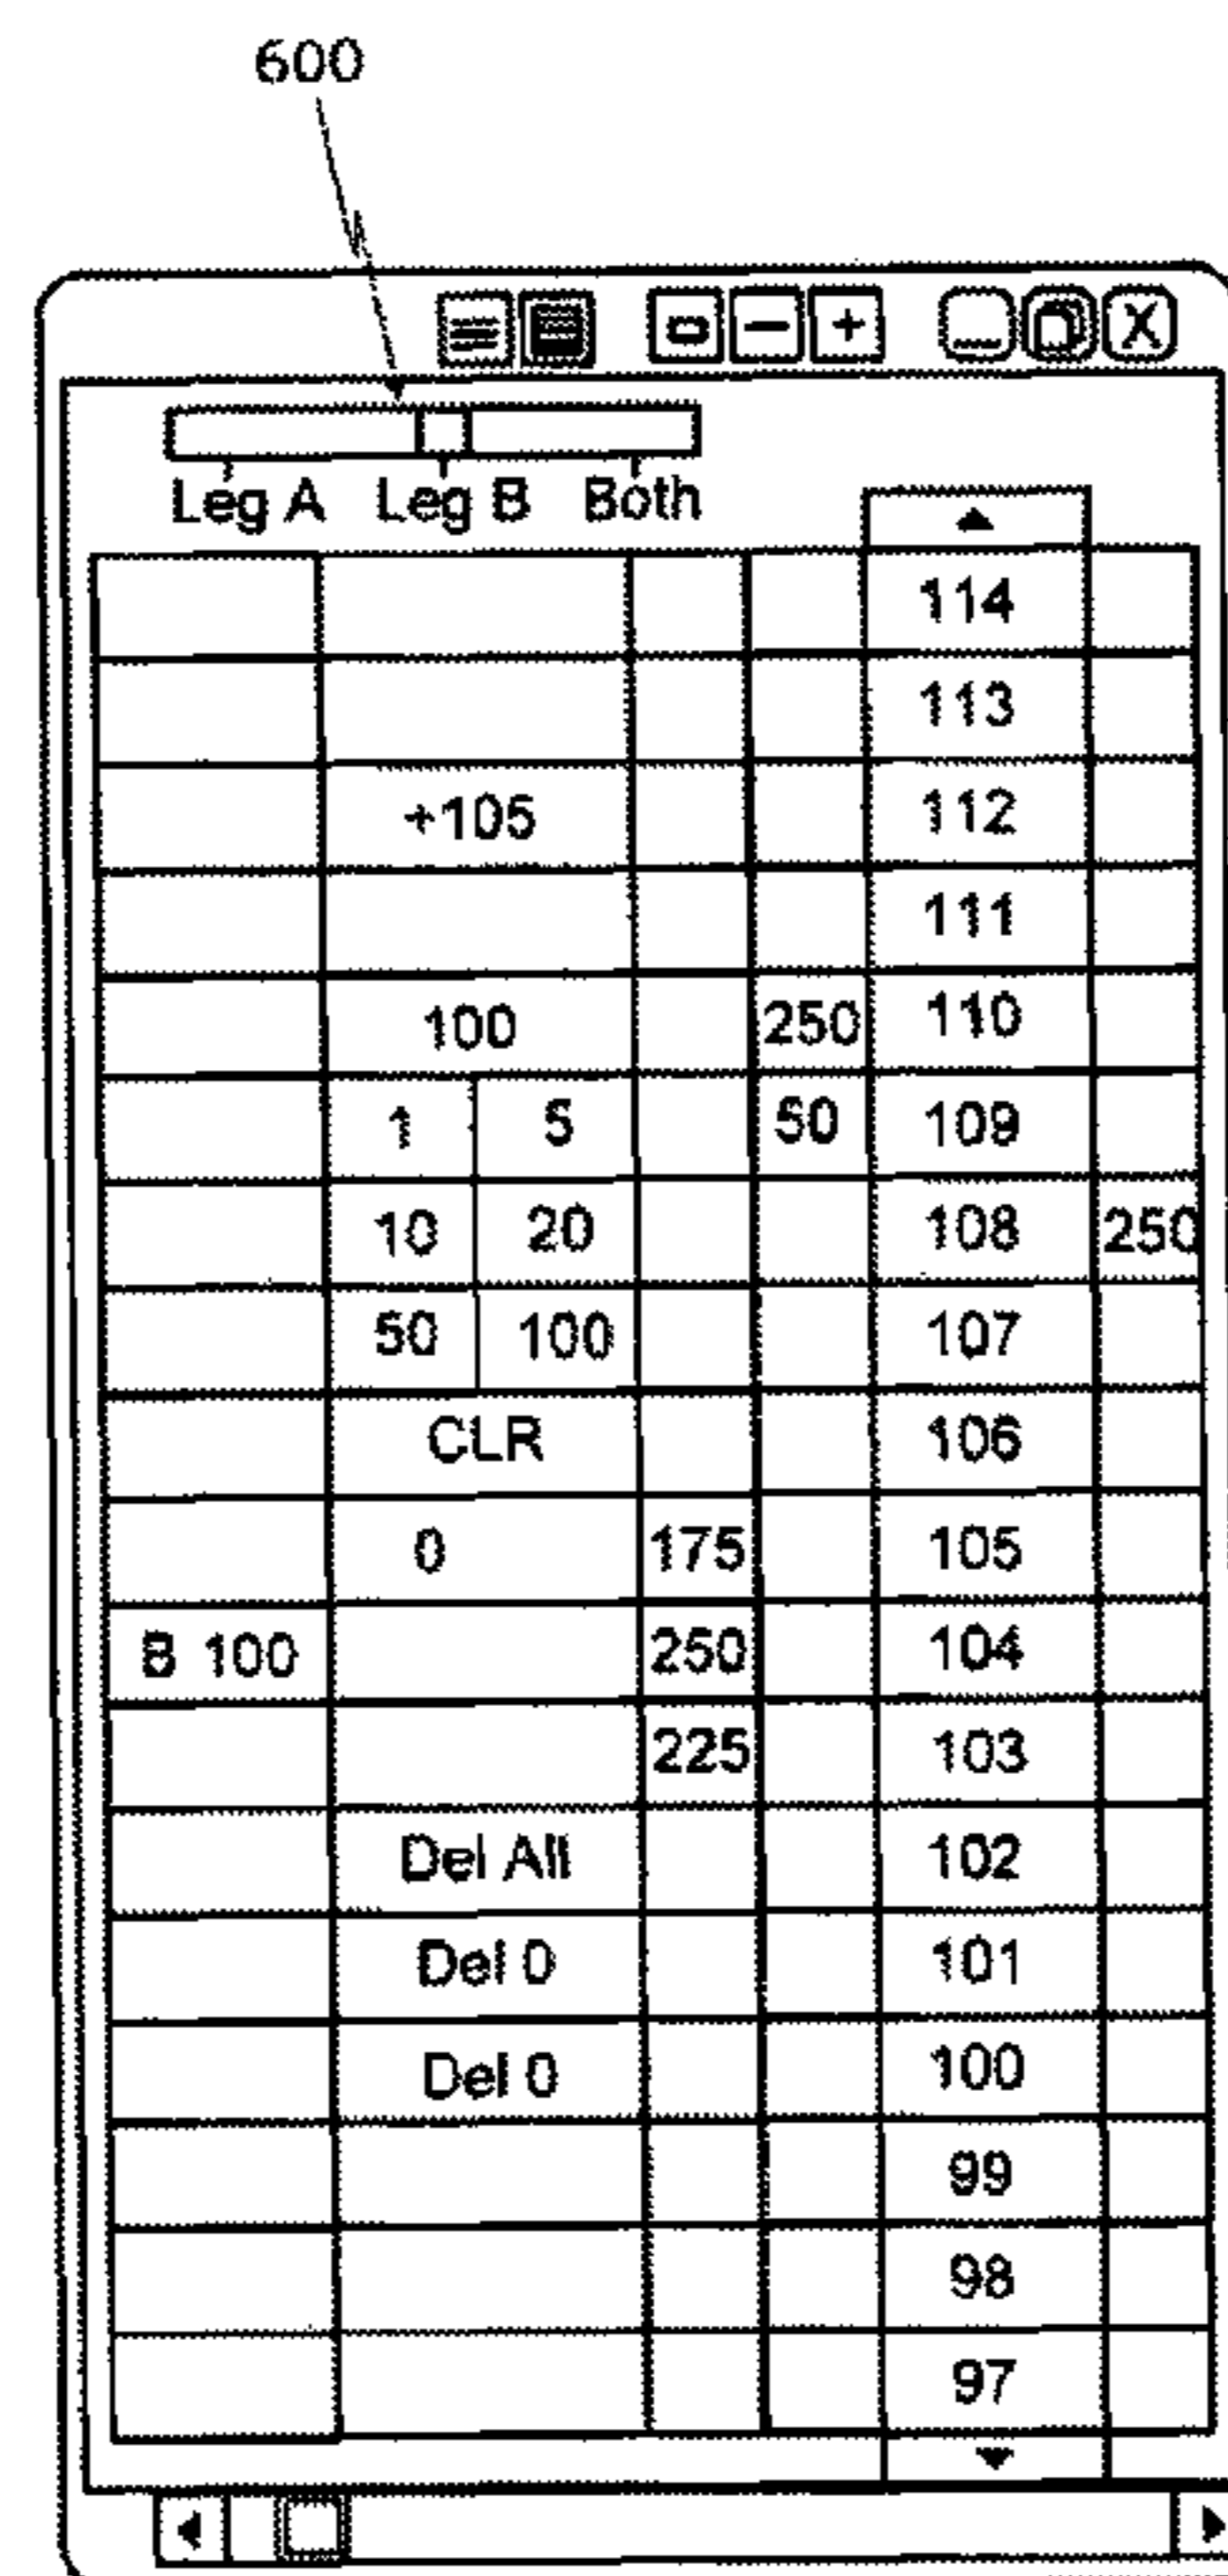 600
− + _ X
Leg A Leg B Both
114
113
+105 112
111
100 250 110
1 5 50 109
10 20 108 250
50 100 107
CLR 106
0 175 105
B 100 250 104
225 103
Del All 102
Del 0 101
Del 0 100
99
98
97